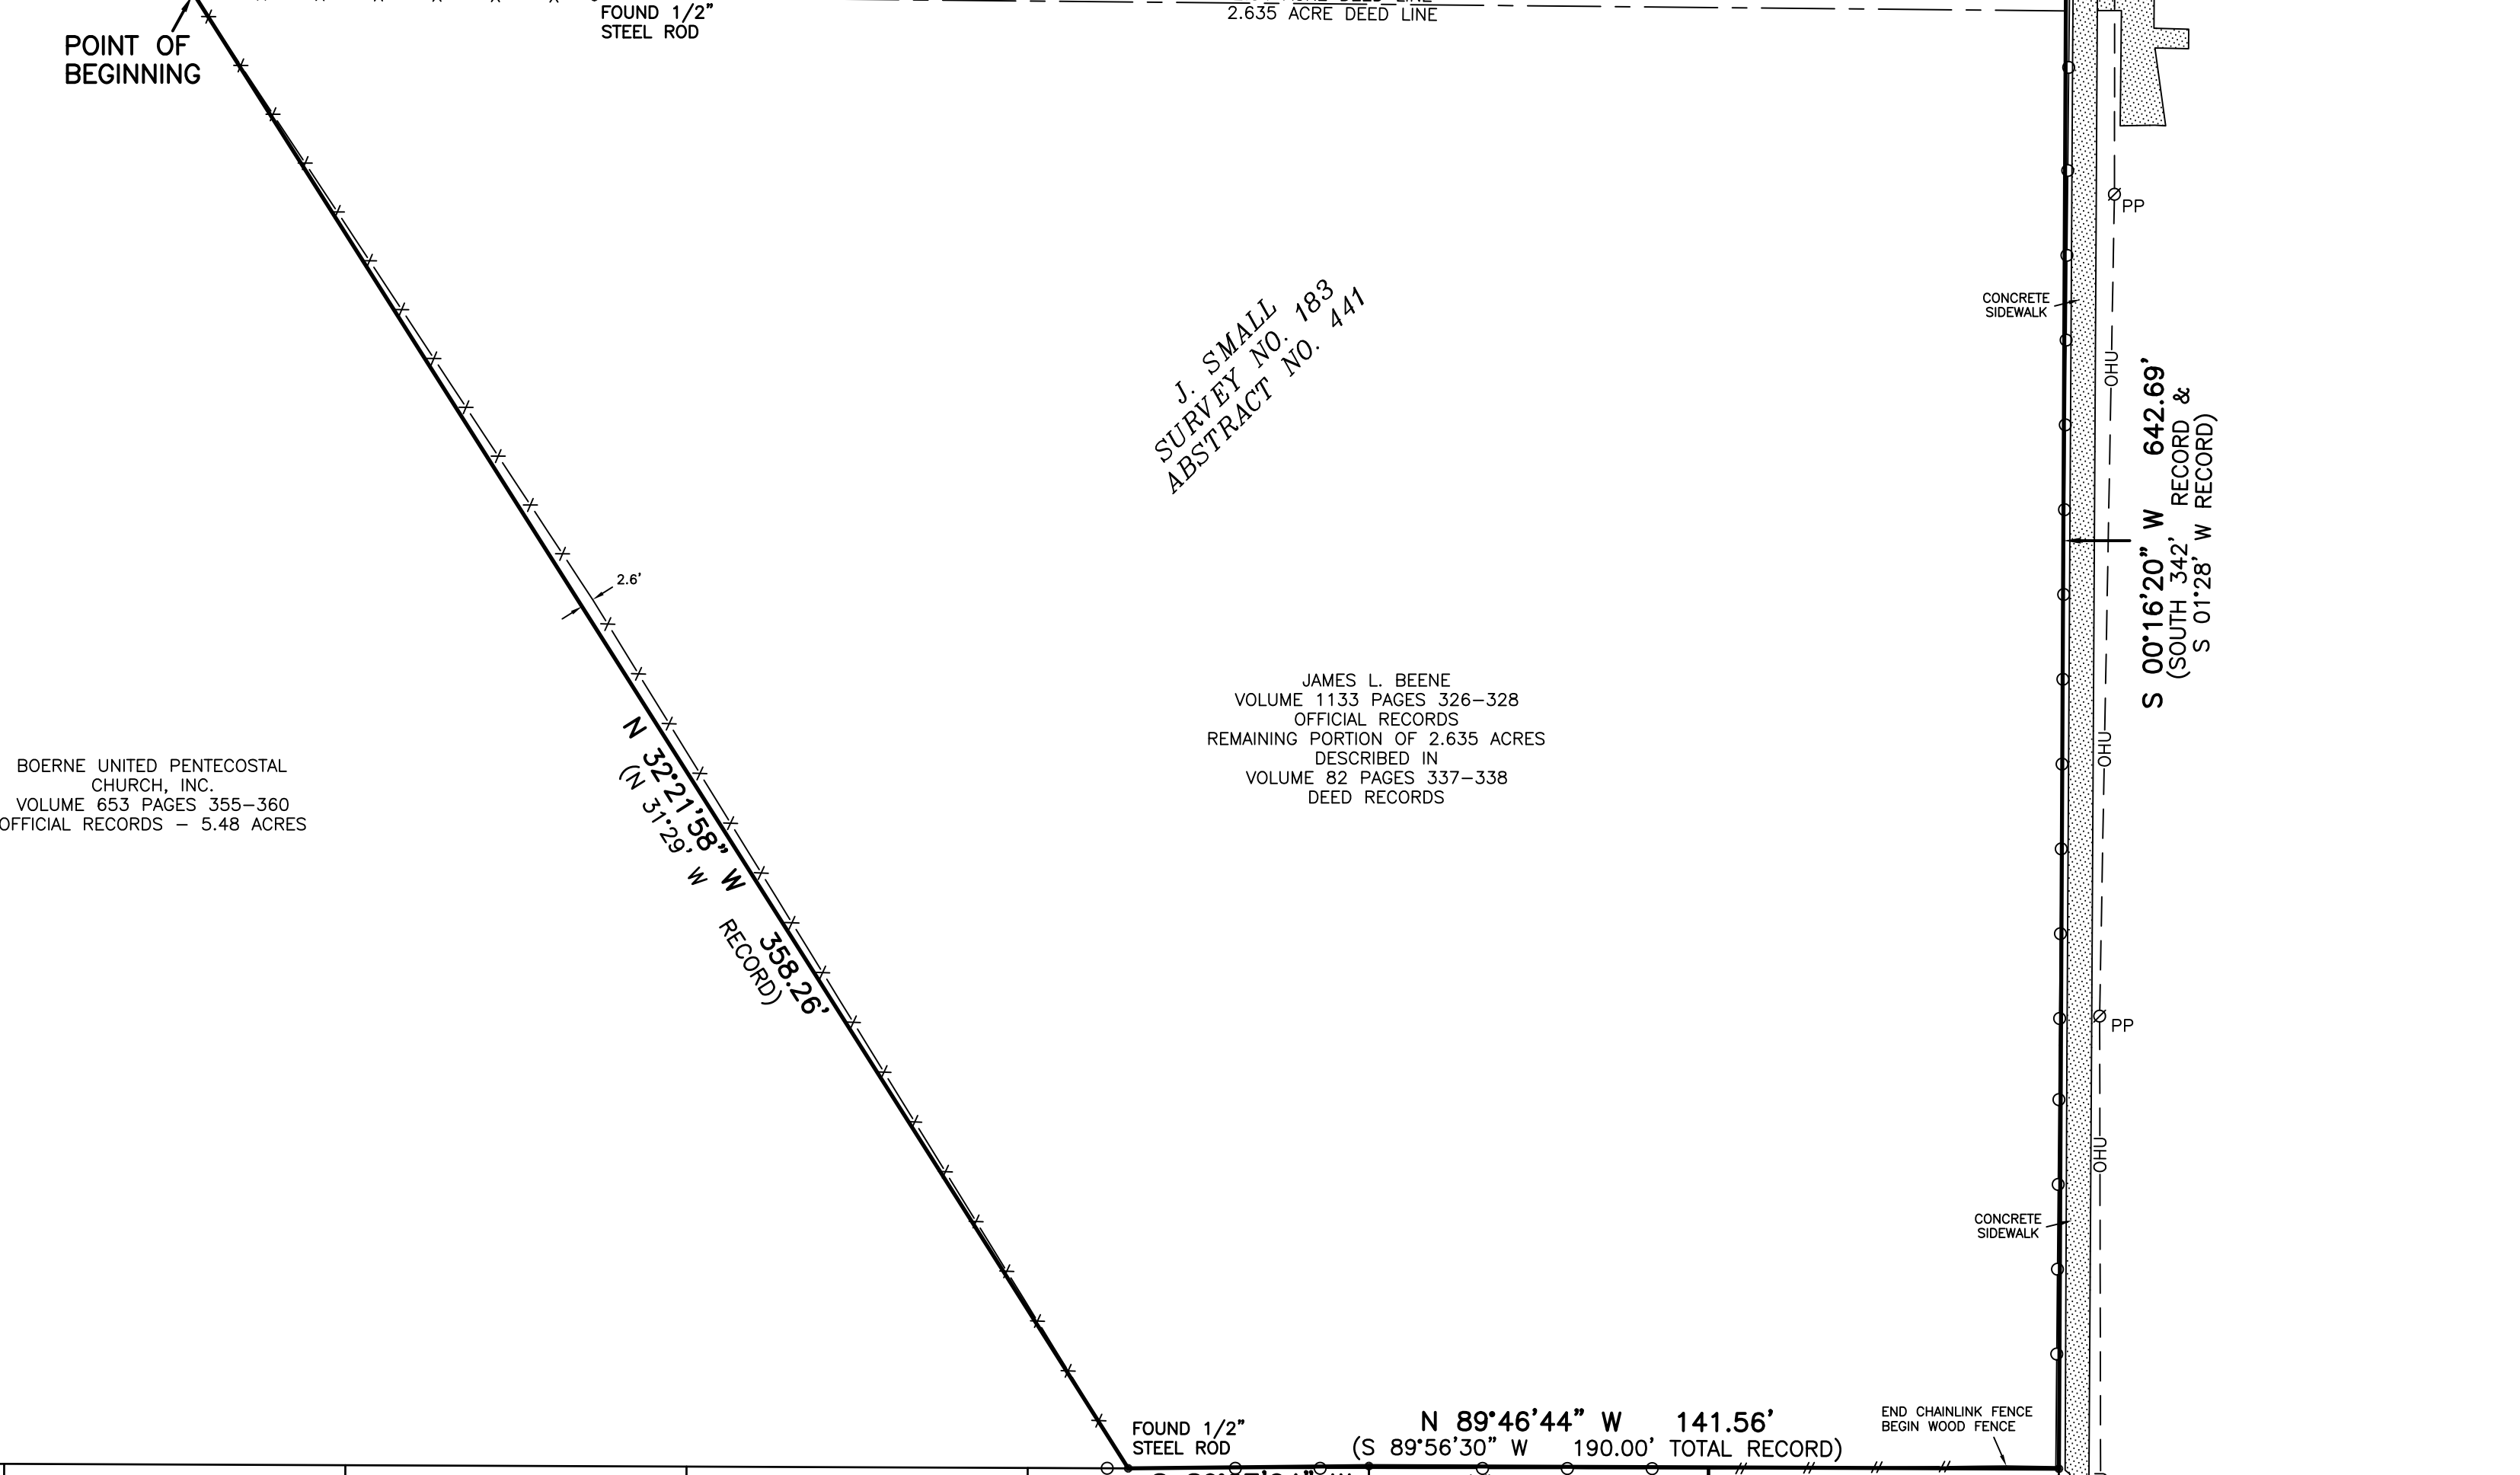 2.635 ACRE DEED LINE
FOUND 1/2"
STEEL ROD
POINT OF
BEGINNING
PP
J. SMALL
SURVEY NO. 183
ABSTRACT NO. 441
CONCRETE
SIDEWALK
OHU
S 00°16'20" W 642.69'
(SOUTH 342' RECORD &
S 01°28' W RECORD)
2.6'
JAMES L. BEENE
VOLUME 1133 PAGES 326-328
OFFICIAL RECORDS
REMAINING PORTION OF 2.635 ACRES
DESCRIBED IN
VOLUME 82 PAGES 337-338
DEED RECORDS
OHU
BOERNE UNITED PENTECOSTAL
CHURCH, INC.
VOLUME 653 PAGES 355-360
OFFICIAL RECORDS - 5.48 ACRES
N 32°21'58" W 358.26'
(N 31°29' W RECORD)
PP
OHU
CONCRETE
SIDEWALK
FOUND 1/2"
STEEL ROD
N 89°46'44" W 141.56'
(S 89°56'30" W 190.00' TOTAL RECORD)
END CHAINLINK FENCE
BEGIN WOOD FENCE